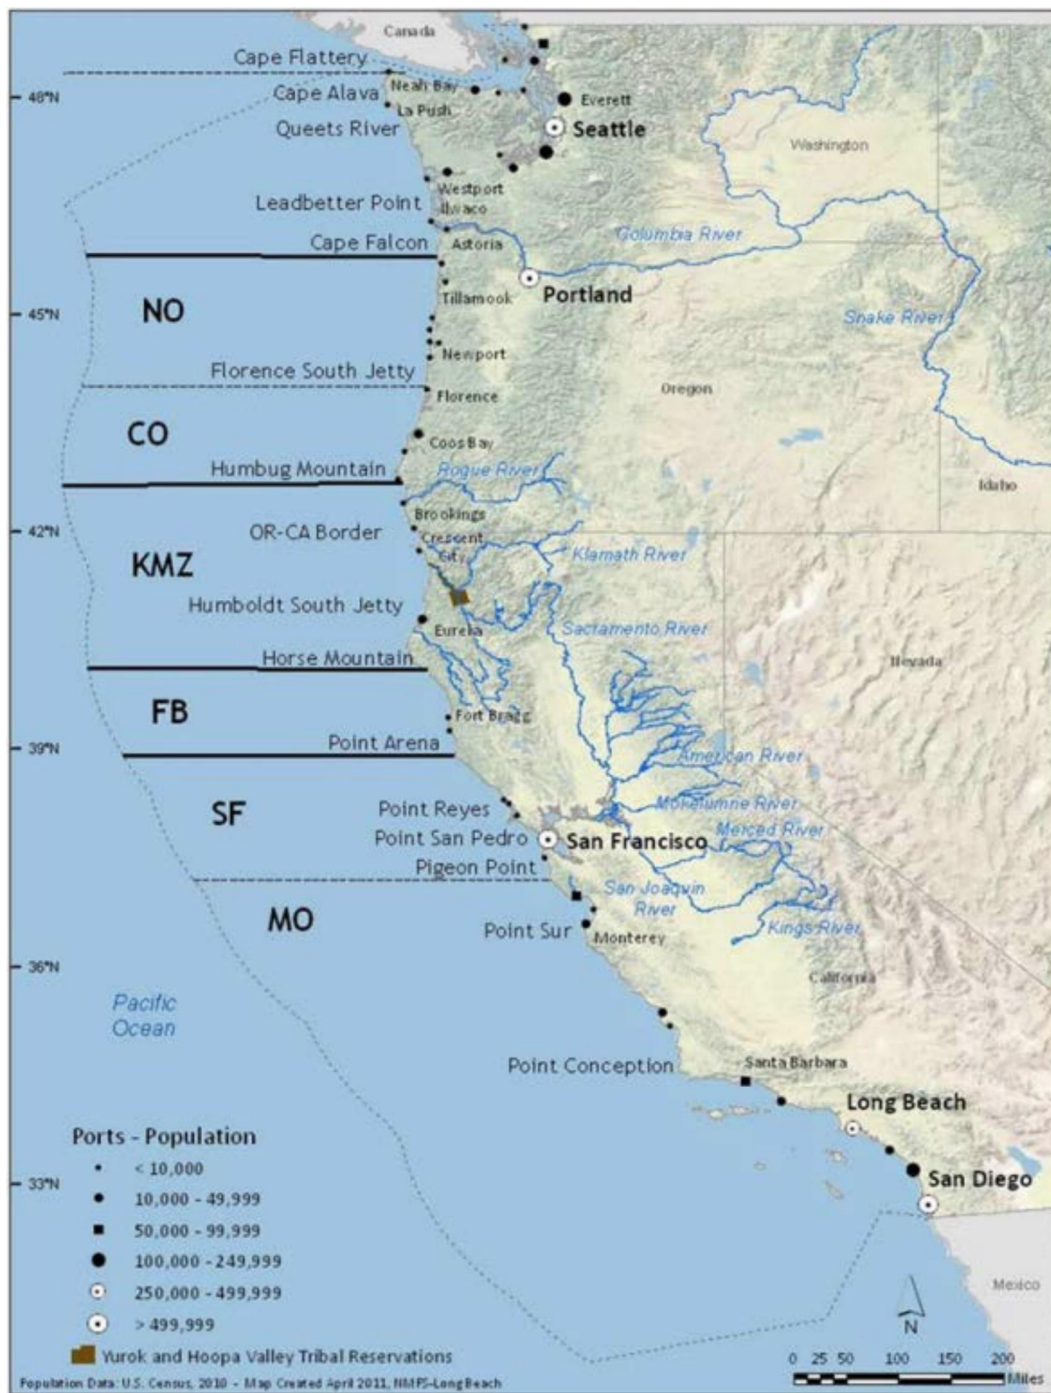 Canada
Cape Flattery
Neah Bay
48°N
Cape Alava
La Push
Everett
Queets River
Seattle
Washington
Westport
Leadbetter Point
Ilwaco
Columbia River
Cape Falcon
Astoria
Portland
Tillamook
NO
45°N
Snake River
Newport
Florence South Jetty
Oregon
Florence
CO
Coos Bay
Humbug Mountain
Rogue River
Idaho
Brookings
42°N
OR-CA Border
Crescent
City
Klamath River
KMZ
Humboldt South Jetty
Eureka
Sacramento River
Horse Mountain
Nevada
FB
Fort Bragg
Point Arena
39°N
American River
Point Reyes
SF
Mokelumne River
Merced River
Point San Pedro
San Francisco
Pigeon Point
San Joaquin
River
MO
Point Sur
Monterey
Kings River
36°N
California
Pacific
Ocean
Point Conception
Santa Barbara
Long Beach
San Diego
33°N
Mexico
Ports - Population
< 10,000
10,000 - 49,999
50,000 - 99,999
100,000 - 249,999
250,000 - 499,999
> 499,999
Yurok and Hoopa Valley Tribal Reservations
Population Data: U.S. Census, 2010 - Map Created April 2011, NMFS-Long Beach
N
0 25 50 100 150 200
Miles